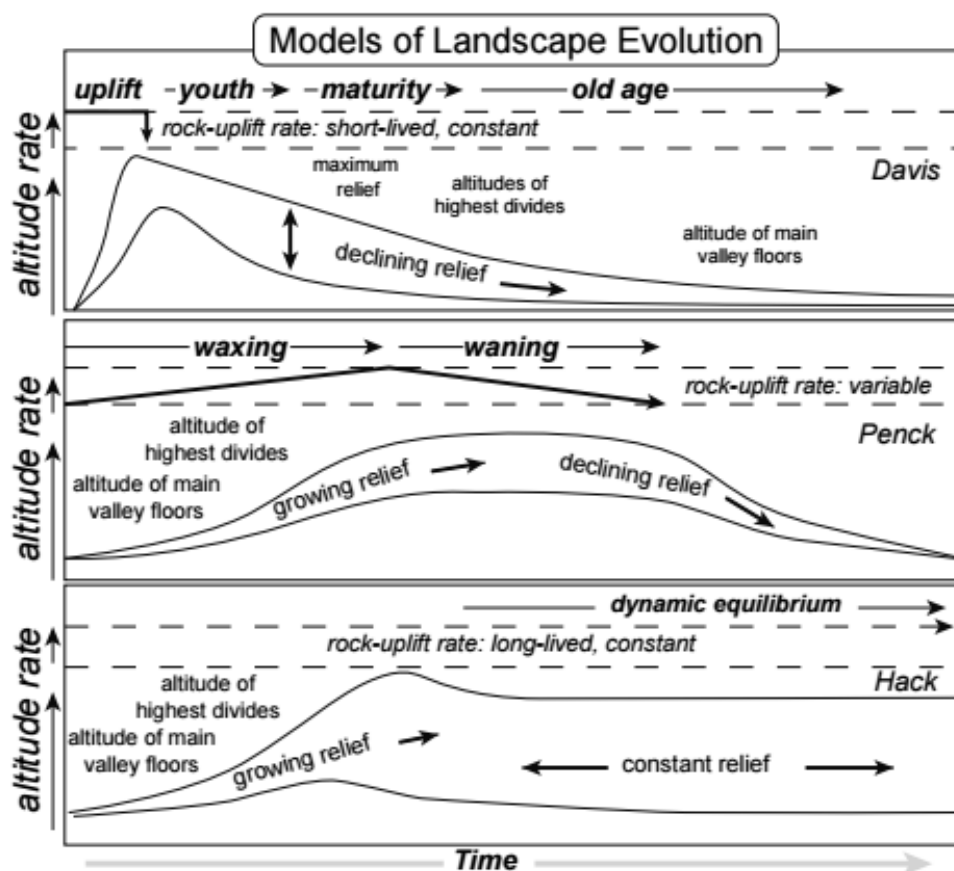 Models of Landscape Evolution
uplift youth maturity old age
rock-uplift rate: short-lived, constant
Davis
maximum
relief
altitudes of
highest divides
altitude of main
valley floors
declining relief
altitude rate
waxing waning
rock-uplift rate: variable
Penck
altitude of
highest divides
altitude of main
valley floors
growing relief
declining relief
altitude rate
dynamic equilibrium
rock-uplift rate: long-lived, constant
Hack
altitude of
highest divides
altitude of main
valley floors
growing relief
constant relief
altitude rate
Time